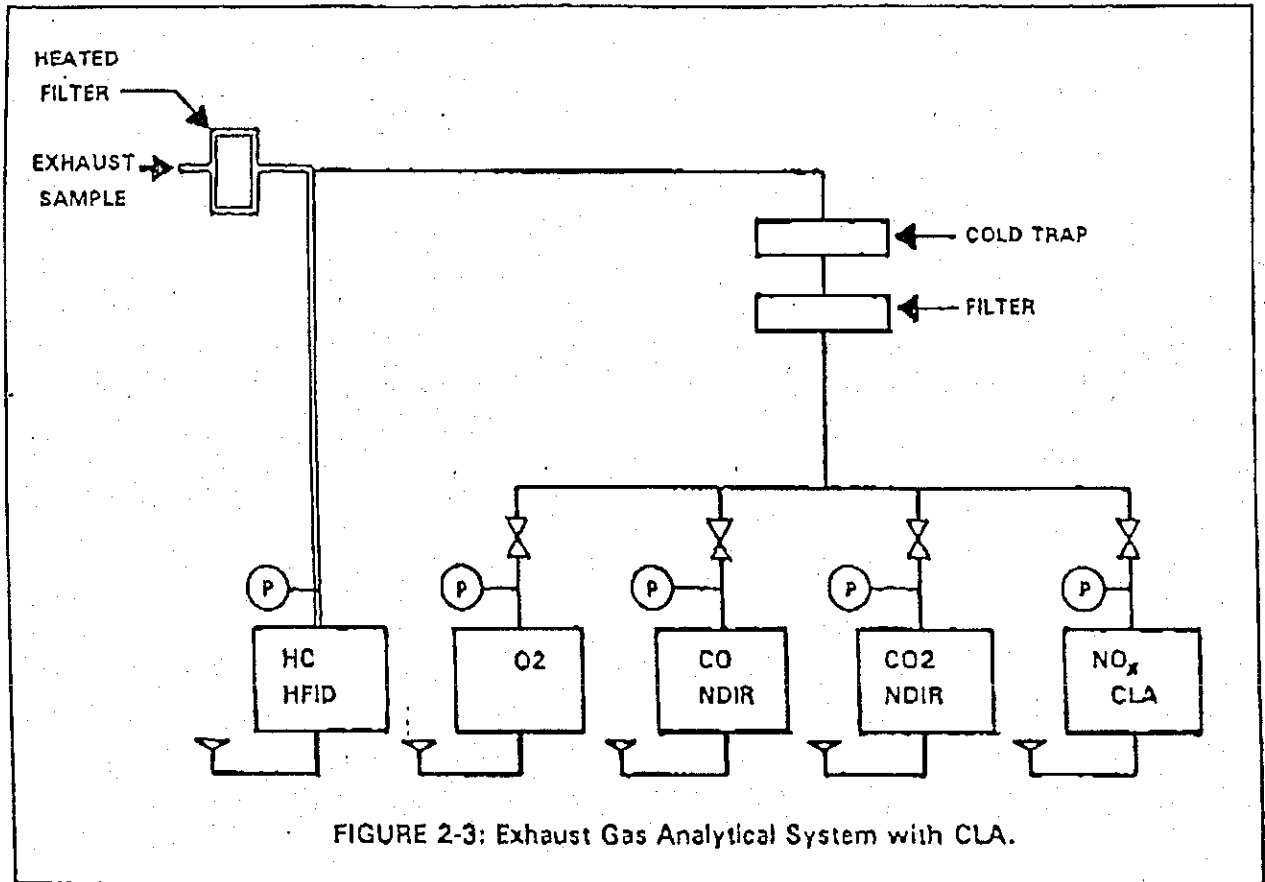 HEATED
FILTER
EXHAUST
SAMPLE
COLD TRAP
FILTER
P
P
P
P
P
HC
HFID
O2
CO
NDIR
CO2
NDIR
NOx
CLA
FIGURE 2-3: Exhaust Gas Analytical System with CLA.